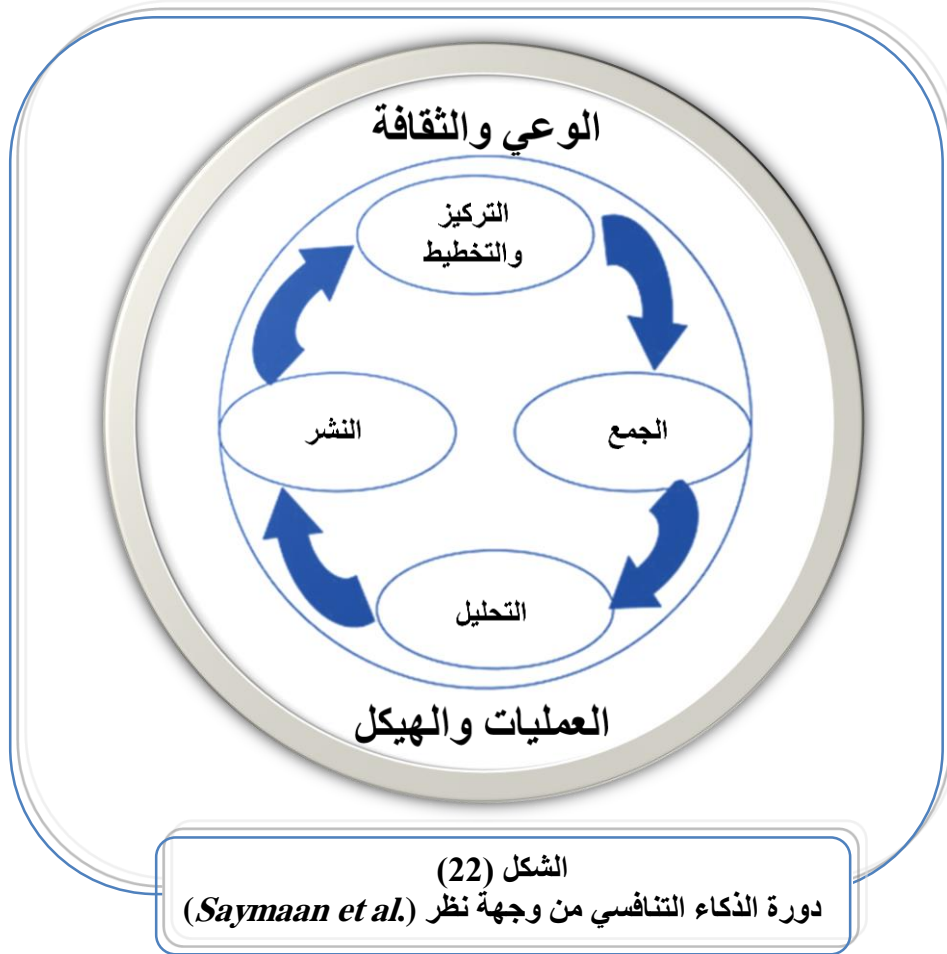 الوعي والثقافة
التركيز
والتخطيط
الجمع
النشر
التحليل
العمليات والهيكل
الشكل (22)
دورة الذكاء التنافسي من وجهة نظر (Saymaan et al.)